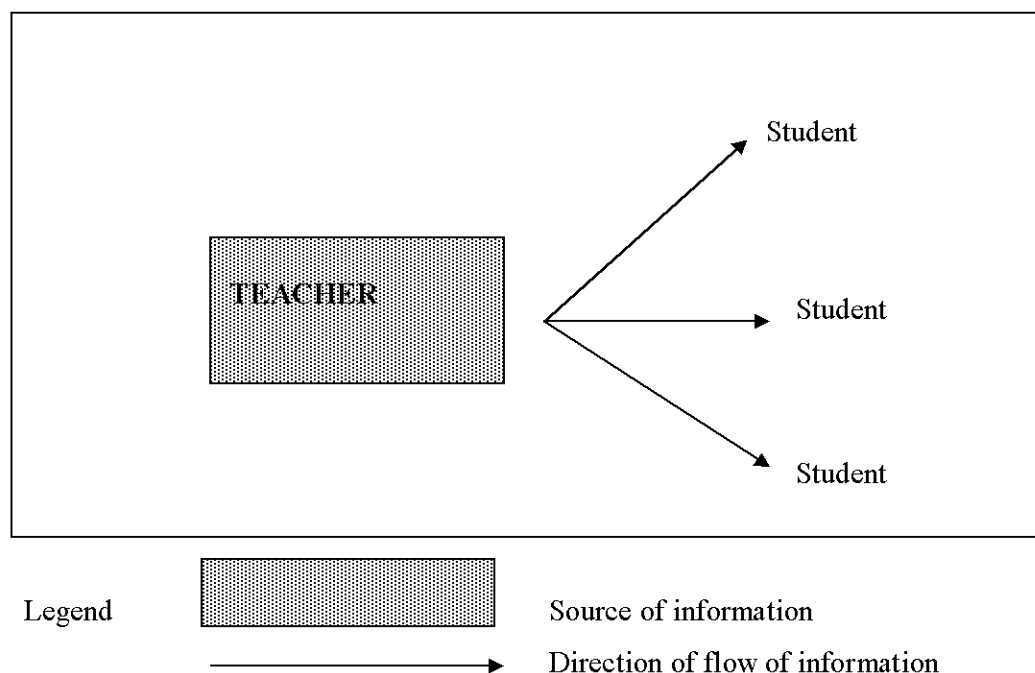 Student
TEACHER
Student
Student
Legend
Source of information
Direction of flow of information